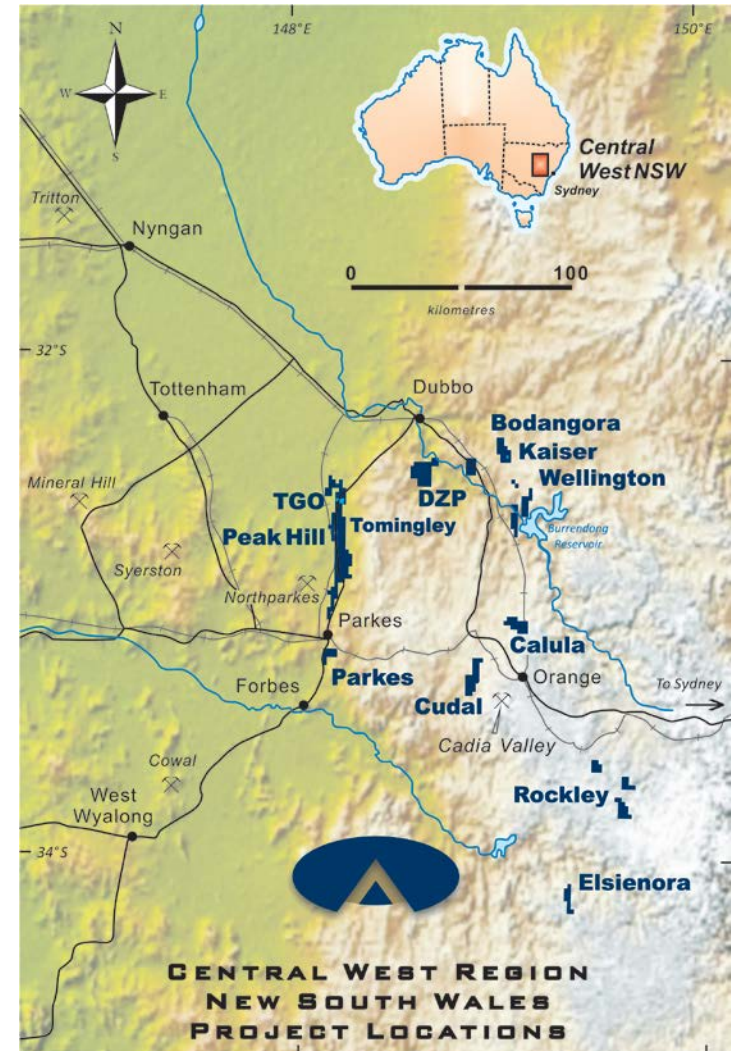 148°E
150°E
N
W
E
S
Central
West NSW
Sydney
Tritton
Nyngan
0
100
kilometres
32°S
Dubbo
Tottenham
Bodangora
Kaiser
Wellington
Mineral Hill
TGO
DZP
Peak Hill
Tomingley
Burrendong
Reservoir
Syerston
Northparkes
Parkes
Calula
Parkes
Orange
To Sydney
Forbes
Cudal
Cadia Valley
Cowal
West
Wyalong
Rockley
34°S
Elsienora
CENTRAL WEST REGION
NEW SOUTH WALES
PROJECT LOCATIONS